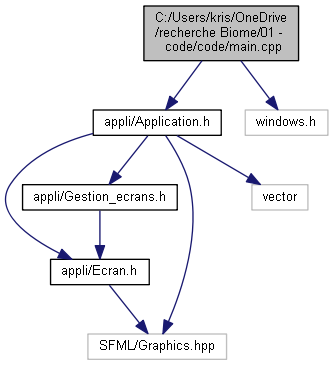 C:/Users/kris/OneDrive
/recherche Biome/01 -
code/code/main.cpp
appli/Application.h
windows.h
appli/Gestion_ecrans.h
vector
appli/Ecran.h
SFML/Graphics.hpp